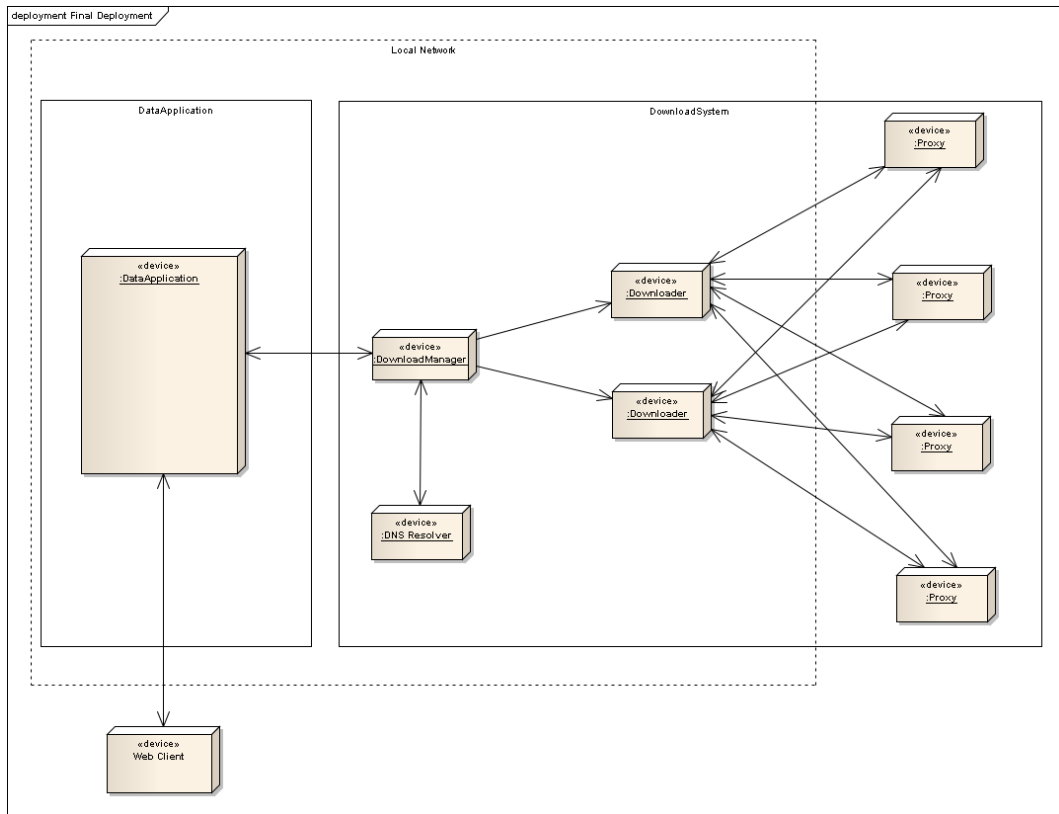 deployment Final Deployment
Local Network
DataApplication
DownloadSystem
«device»
:Proxy
«device»
:DataApplication
«device»
:Downloader
«device»
:Proxy
«device»
:DownloadManager
«device»
:Downloader
«device»
:Proxy
«device»
:DNS Resolver
«device»
:Proxy
«device»
Web Client